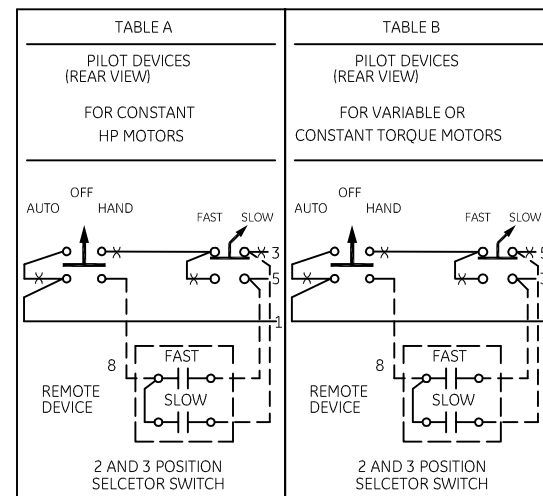 TABLE A
PILOT DEVICES
(REAR VIEW)
FOR CONSTANT
HP MOTORS
OFF
AUTO HAND FAST SLOW
X X 3
X X 5
1
8 FAST
REMOTE
DEVICE
SLOW
2 AND 3 POSITION
SELCETOR SWITCH
TABLE B
PILOT DEVICES
(REAR VIEW)
FOR VARIABLE OR
CONSTANT TORQUE MOTORS
OFF
AUTO HAND FAST SLOW
X X 5
X X
8 FAST
REMOTE
DEVICE
SLOW
2 AND 3 POSITION
SELCETOR SWITCH